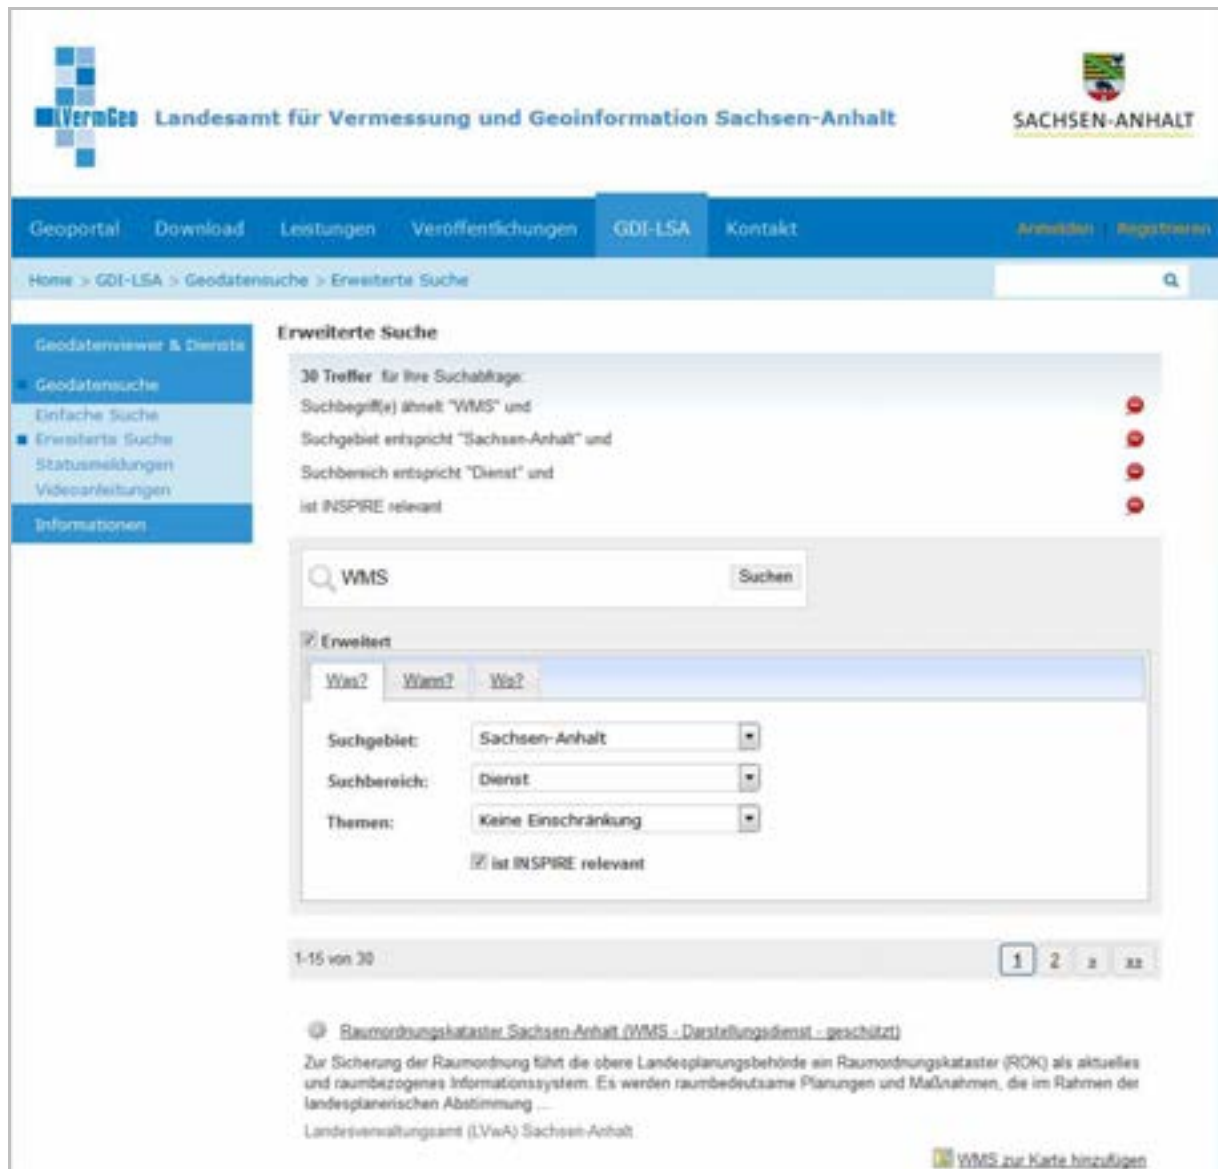 LVermGeo
Landesamt für Vermessung und Geoinformation Sachsen-Anhalt
SACHSEN-ANHALT
Geoportal Download Leistungen Veröffentlichungen GDI-LSA Kontakt Anmelden Registrieren
Home > GDI-LSA > Geodatensuche > Erweiterte Suche
Geodatenviewer & Dienste
Geodatensuche
Einfache Suche
Erweiterte Suche
Statusmeldungen
Videoanleitungen
Informationen
Erweiterte Suche
30 Treffer für Ihre Suchabfrage:
Suchbegriff(e) ähnelt "WMS" und
Suchgebiet entspricht "Sachsen-Anhalt" und
Suchbereich entspricht "Dienst" und
ist INSPIRE relevant
WMS Suchen
Erweitert
Was? Wann? Wo?
Suchgebiet: Sachsen-Anhalt
Suchbereich: Dienst
Themen: Keine Einschränkung
ist INSPIRE relevant
1-15 von 30 1 2 » »»
Raumordnungskataster Sachsen-Anhalt (WMS - Darstellungsdienst - geschützt)
Zur Sicherung der Raumordnung führt die obere Landesplanungsbehörde ein Raumordnungskataster (ROK) als aktuelles
und raumbezogenes Informationssystem. Es werden raumbedeutsame Planungen und Maßnahmen, die im Rahmen der
landesplanerischen Abstimmung ...
Landesverwaltungsamt (LVwA) Sachsen-Anhalt
WMS zur Karte hinzufügen